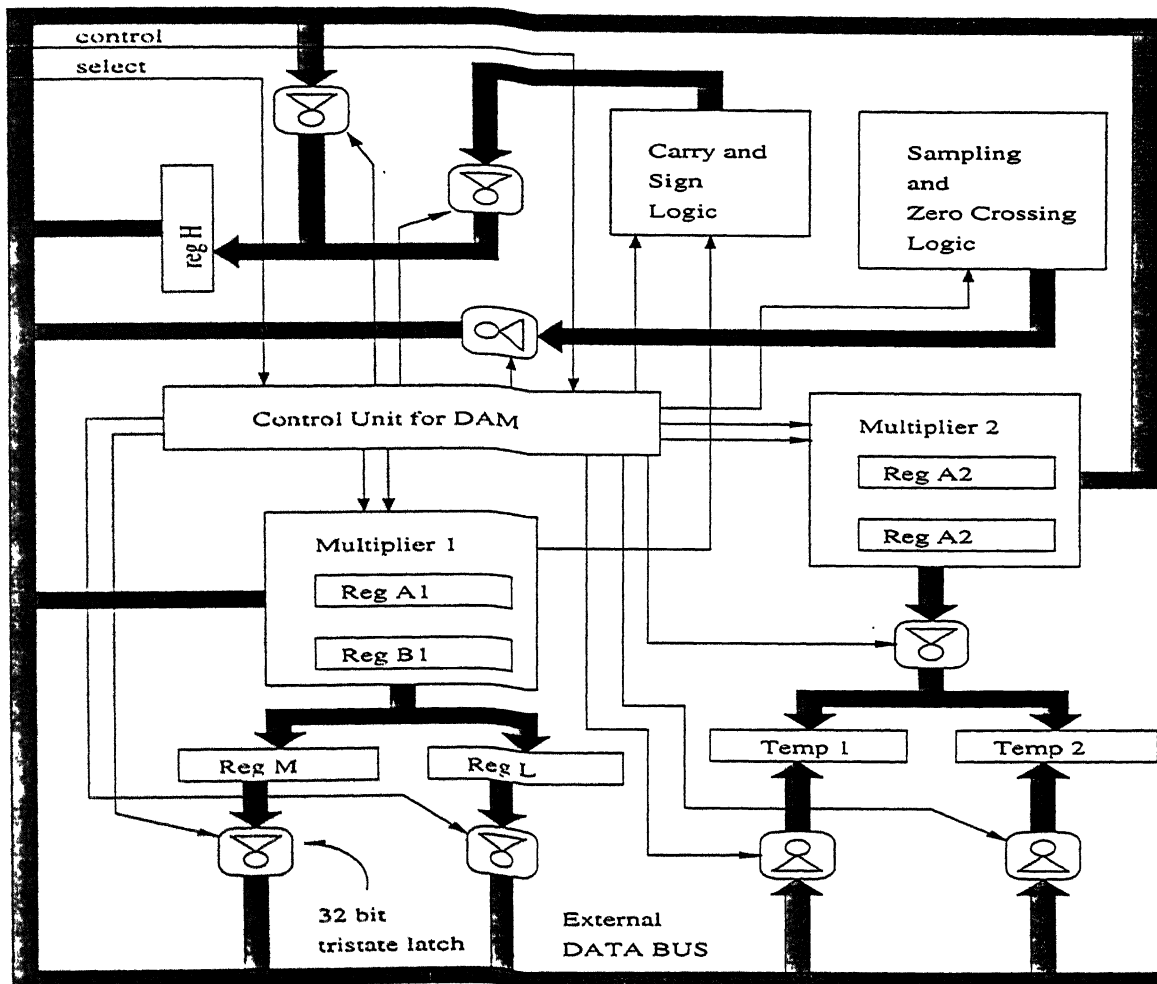 control
select
Carry and
Sign
Logic
Sampling
and
Zero Crossing
Logic
reg H
Control Unit for DAM
Multiplier 2
Reg A2
Reg A2
Multiplier 1
Reg A1
Reg B1
Reg M
Reg L
Temp 1
Temp 2
32 bit
tristate latch
External
DATA BUS